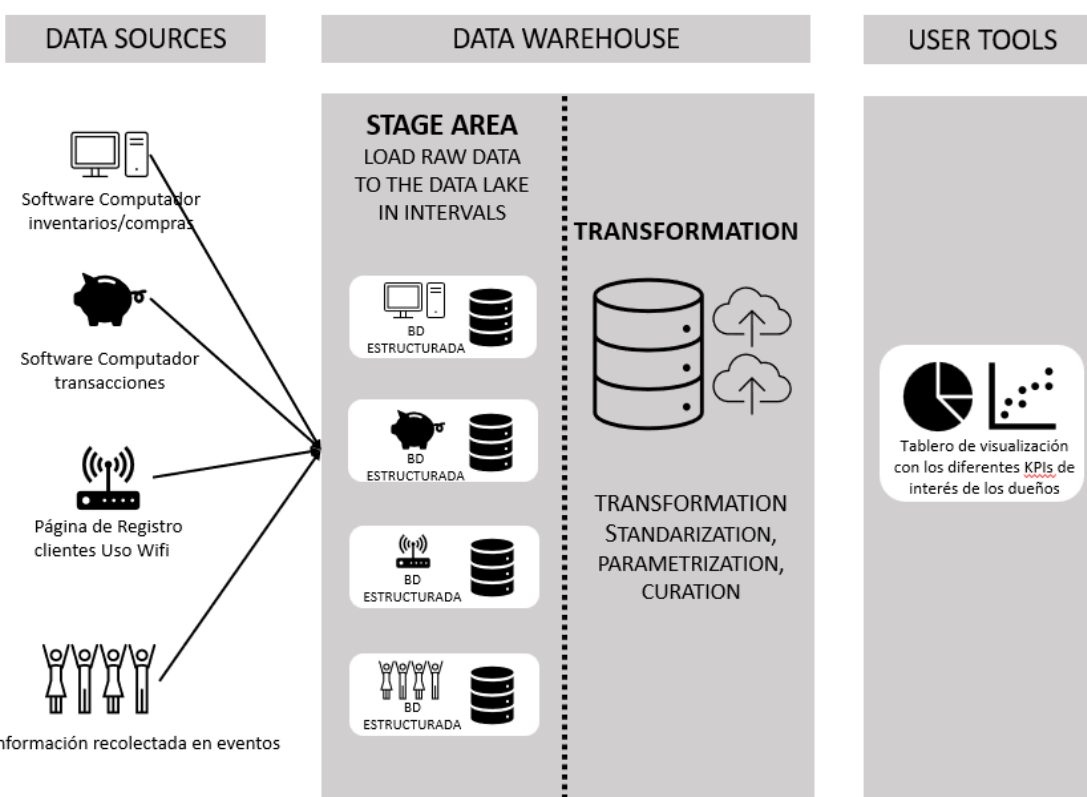 DATA SOURCES
DATA WAREHOUSE
USER TOOLS
Software Computador
inventarios/compras
Software Computador
transacciones
Página de Registro
clientes Uso Wifi
nformación recolectada en eventos
STAGE AREA
LOAD RAW DATA
TO THE DATA LAKE
IN INTERVALS
BD
ESTRUCTURADA
BD
ESTRUCTURADA
BD
ESTRUCTURADA
BD
ESTRUCTURADA
TRANSFORMATION
TRANSFORMATION
STANDARIZATION,
PARAMETRIZATION,
CURATION
Tablero de visualización
con los diferentes KPIs de
interés de los dueños